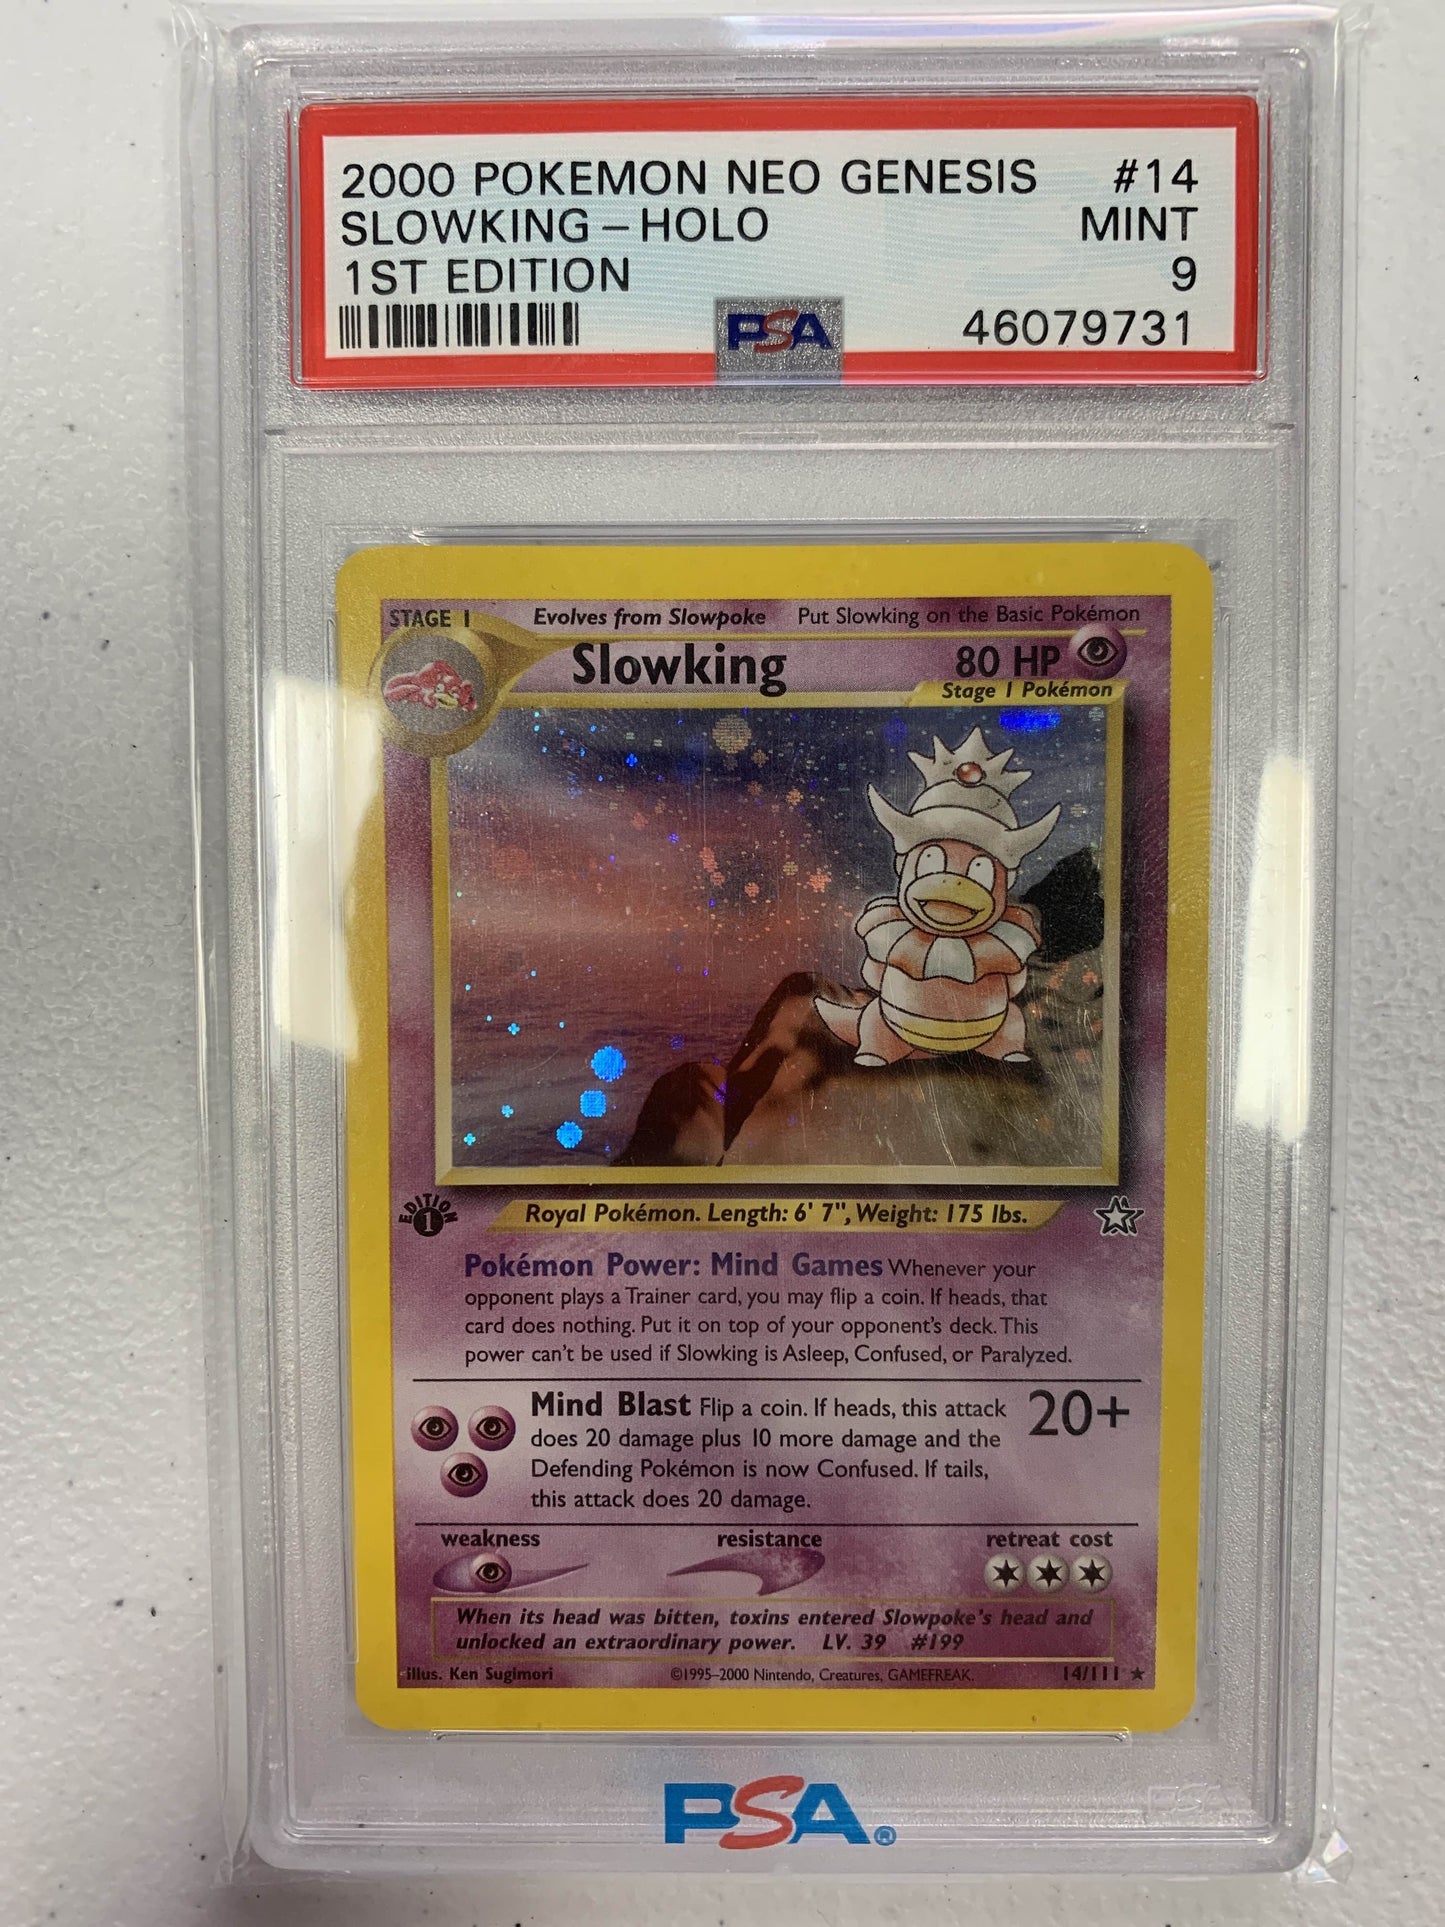 2000 POKEMON NEO GENESIS #14
SLOWKING – HOLO MINT
1ST EDITION 9
PSA 46079731
STAGE 1 Evolves from Slowpoke Put Slowking on the Basic Pokémon
Slowking 80 HP
Stage 1 Pokémon
EDITION 1
Royal Pokémon. Length: 6' 7", Weight: 175 lbs.
Pokémon Power: Mind Games Whenever your
opponent plays a Trainer card, you may flip a coin. If heads, that
card does nothing. Put it on top of your opponent's deck. This
power can't be used if Slowking is Asleep, Confused, or Paralyzed.
Mind Blast Flip a coin. If heads, this attack 20+
does 20 damage plus 10 more damage and the
Defending Pokémon is now Confused. If tails,
this attack does 20 damage.
weakness resistance retreat cost
When its head was bitten, toxins entered Slowpoke's head and
unlocked an extraordinary power. LV. 39 #199
illus. Ken Sugimori ©1995–2000 Nintendo, Creatures, GAMEFREAK. 14/111 ★
PSA®